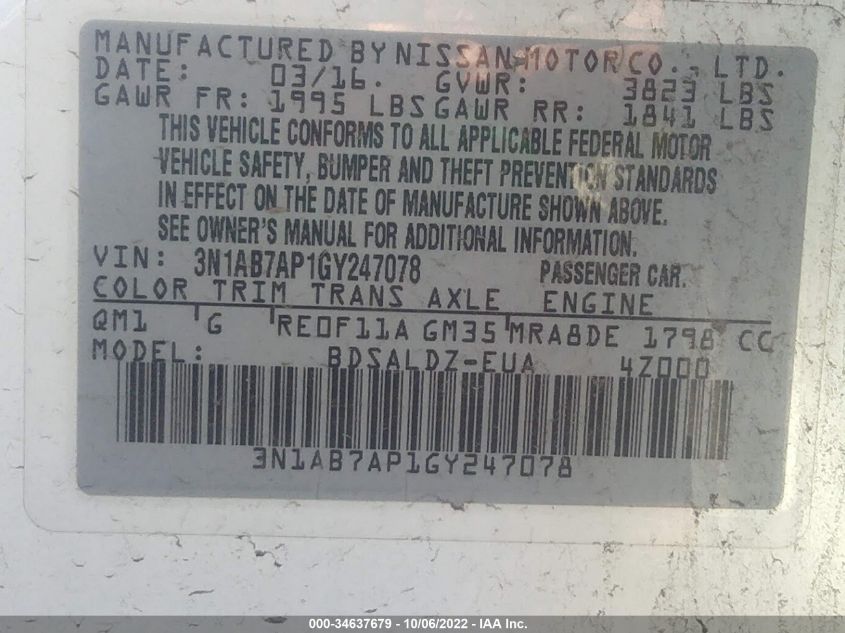 MANUFACTURED BY NISSAN MOTOR CO., LTD.
DATE: 03/16. GVWR: 3823 LBS
GAWR FR: 1995 LBS GAWR RR: 1841 LBS
THIS VEHICLE CONFORMS TO ALL APPLICABLE FEDERAL MOTOR
VEHICLE SAFETY, BUMPER AND THEFT PREVENTION STANDARDS
IN EFFECT ON THE DATE OF MANUFACTURE SHOWN ABOVE.
SEE OWNER'S MANUAL FOR ADDITIONAL INFORMATION.
VIN: 3N1AB7AP1GY247078 PASSENGER CAR.
COLOR TRIM TRANS AXLE ENGINE
QM1 G RE0F11A GM35 MRA8DE 1798 CC
MODEL: BDSALDZ-EUA 4Z000
3N1AB7AP1GY247078
000-34637679 - 10/06/2022 - IAA Inc.